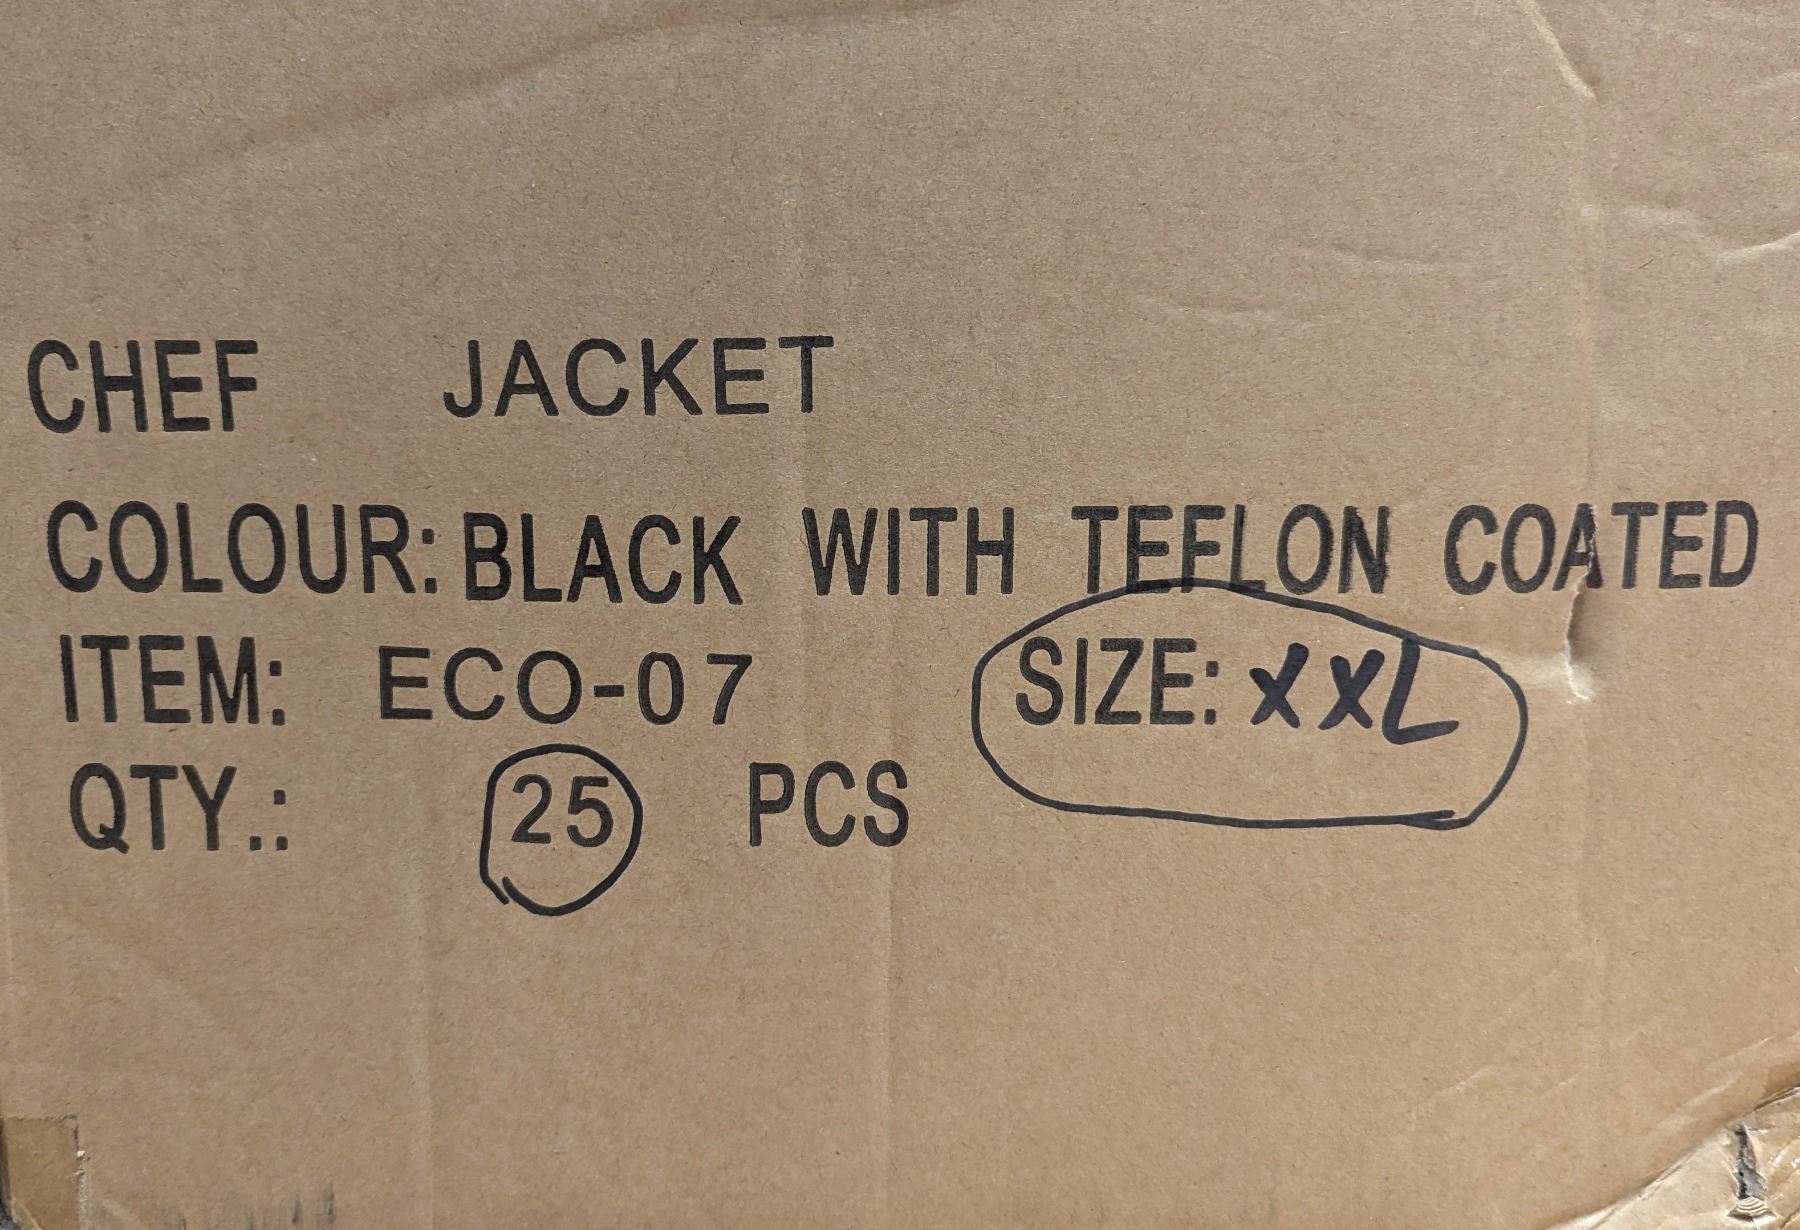 CHEF JACKET
COLOUR: BLACK WITH TEFLON COATED
ITEM: ECO-07 SIZE: XXL
QTY.: 25 PCS